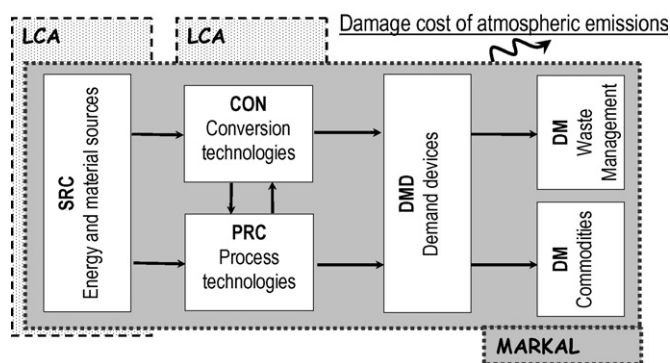 LCA
LCA
Damage cost of atmospheric emissions
SRC
Energy and material sources
CON
Conversion
technologies
PRC
Process
technologies
DMD
Demand devices
DM
Waste
Management
DM
Commodities
MARKAL